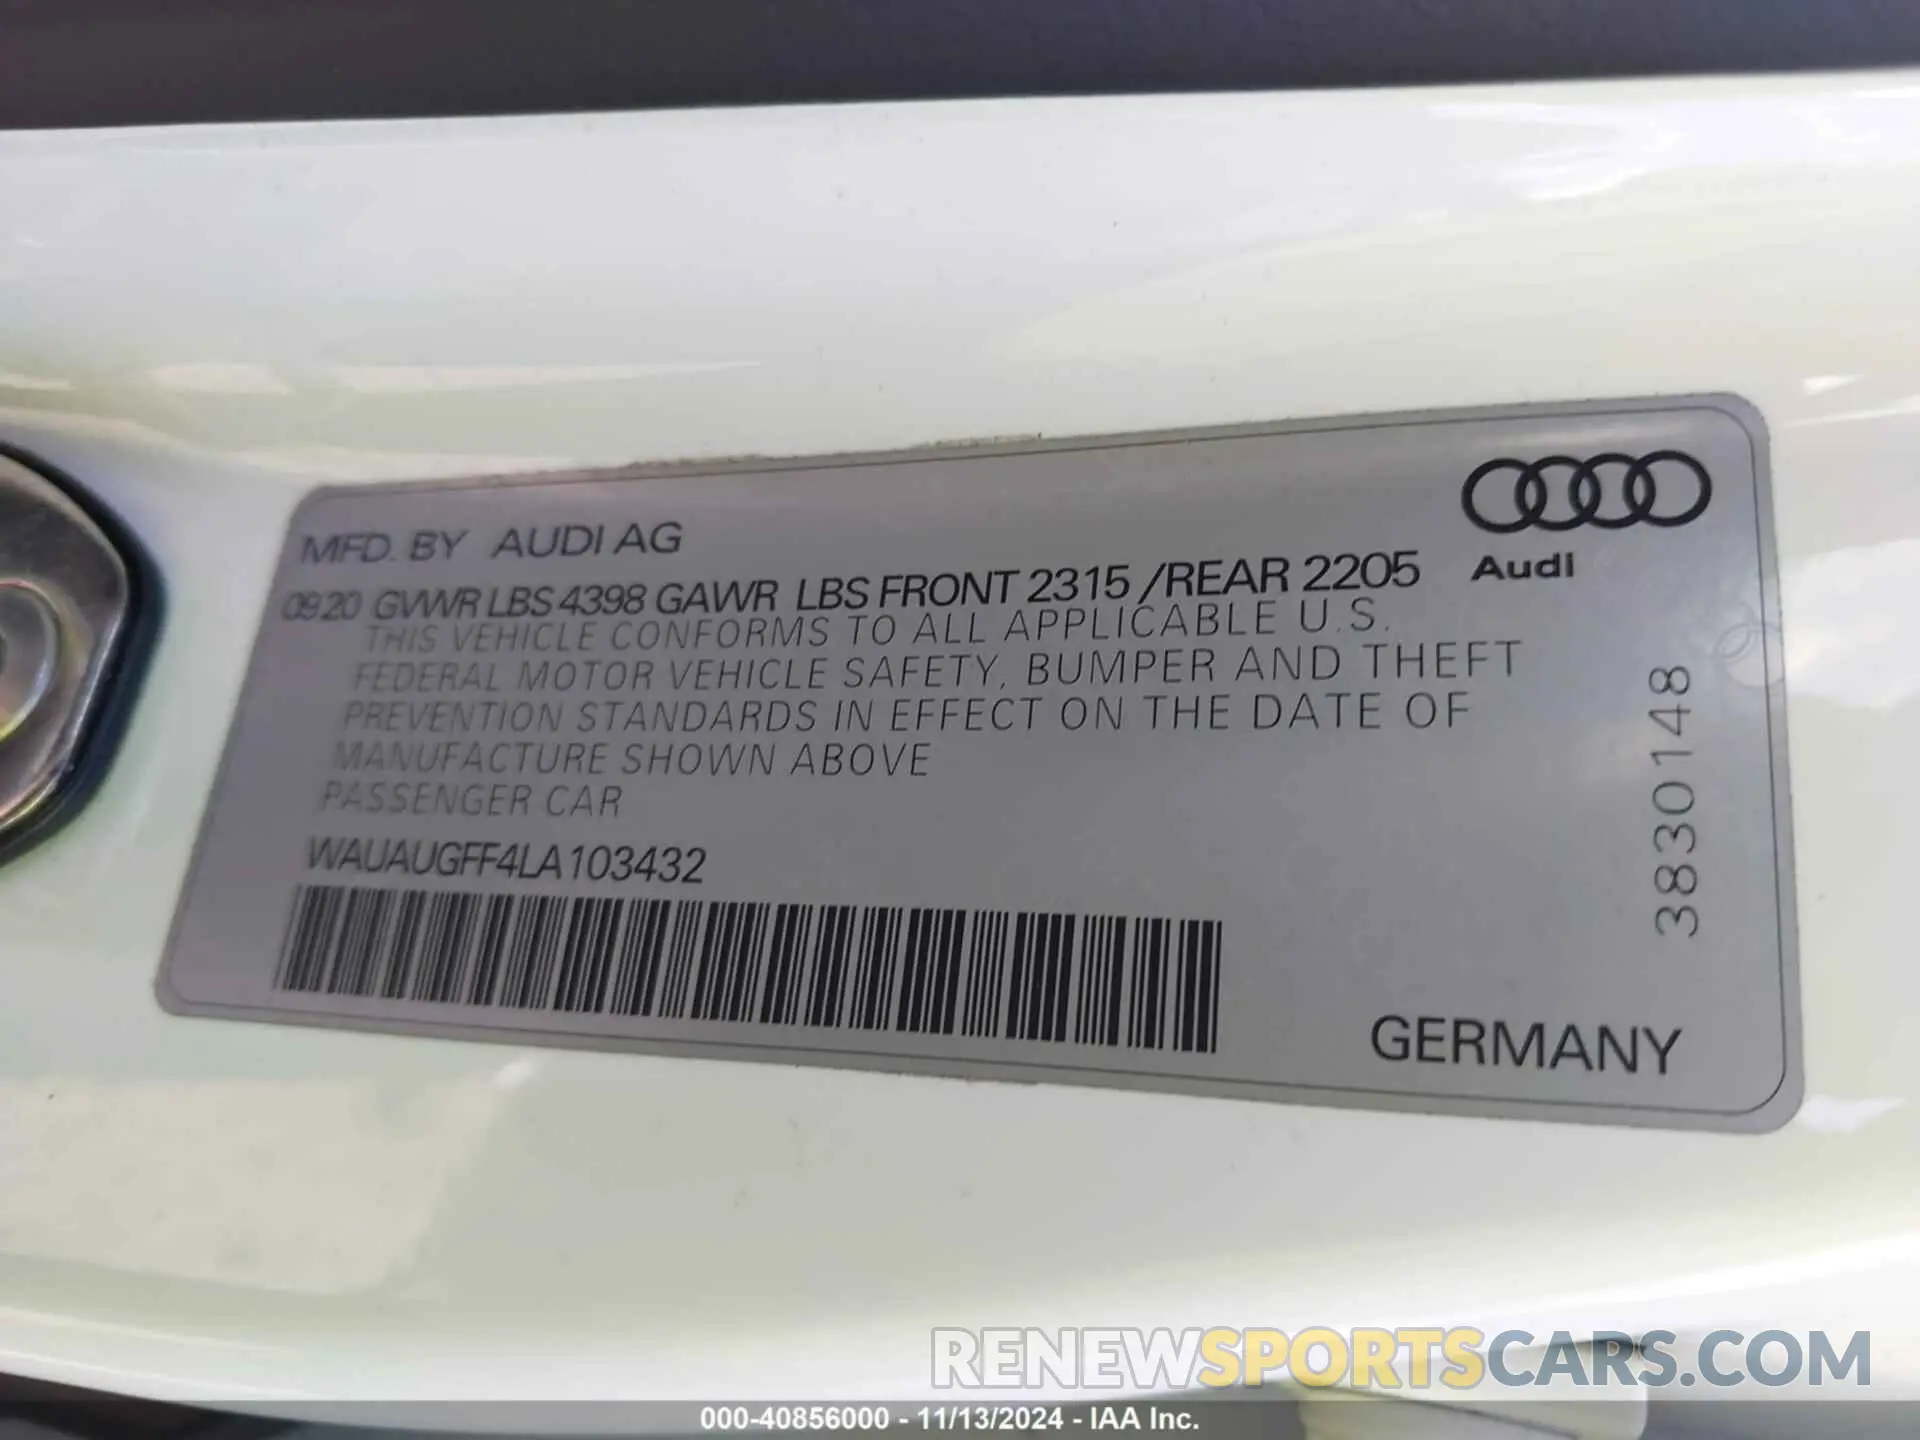 MFD. BY AUDI AG
09.20 GVWR LBS 4398 GAWR LBS FRONT 2315 /REAR 2205
Audi
THIS VEHICLE CONFORMS TO ALL APPLICABLE U.S.
FEDERAL MOTOR VEHICLE SAFETY, BUMPER AND THEFT
PREVENTION STANDARDS IN EFFECT ON THE DATE OF
MANUFACTURE SHOWN ABOVE
PASSENGER CAR
WAUAUGFF4LA103432
3830148
GERMANY
RENEWSPORTSCARS.COM
000-40856000 - 11/13/2024 - IAA Inc.